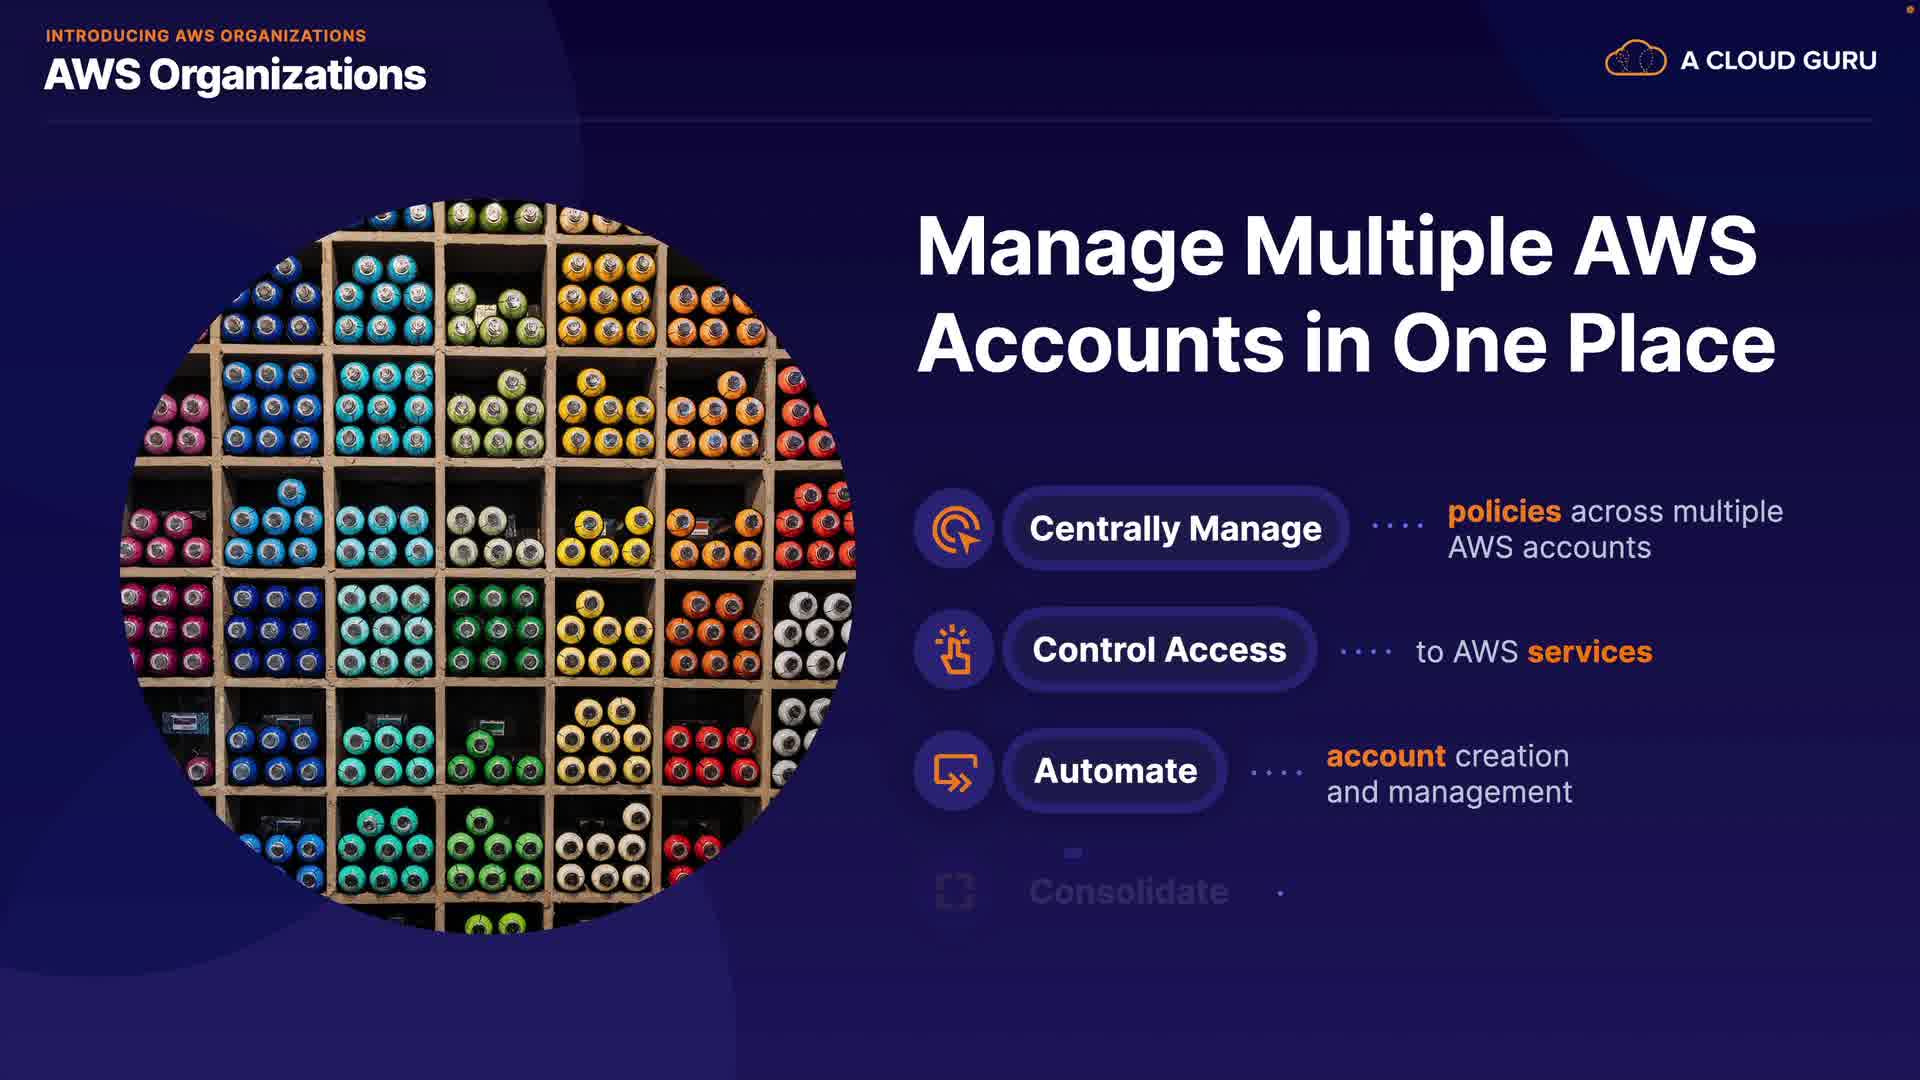 INTRODUCING AWS ORGANIZATIONS
AWS Organizations
A CLOUD GURU
Manage Multiple AWS
Accounts in One Place
Centrally Manage
policies across multiple
AWS accounts
Control Access
to AWS services
Automate
account creation
and management
Consolidate